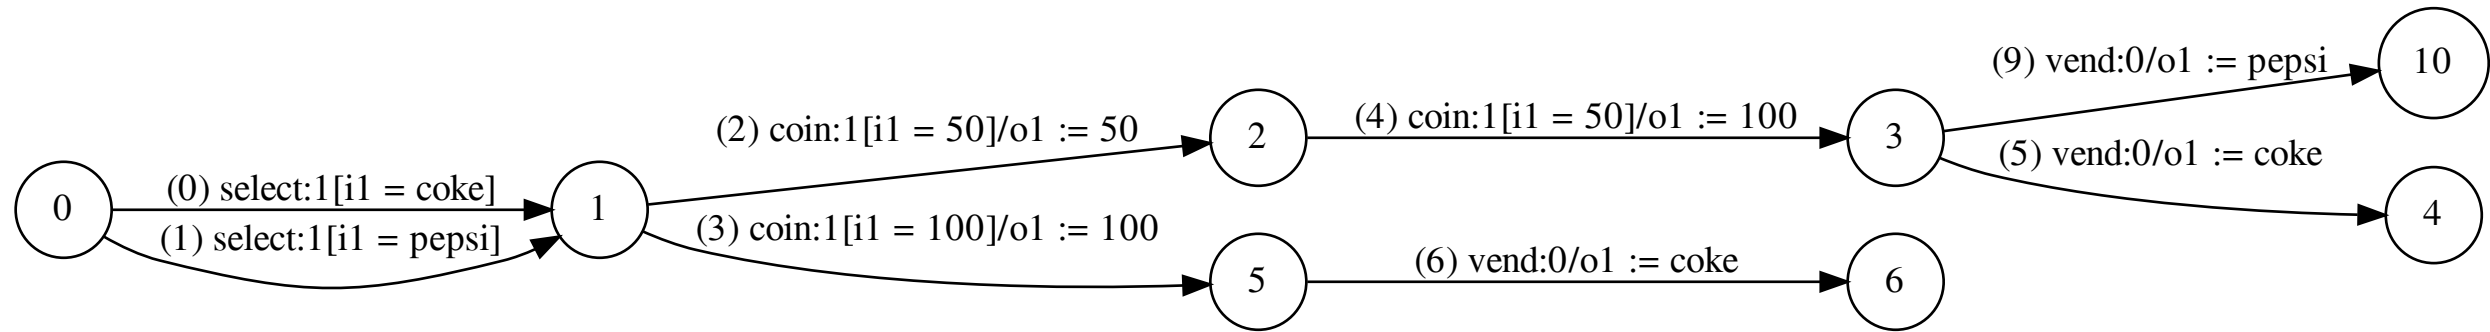 0
(0) select:1[i1 = coke]
(1) select:1[i1 = pepsi]
1
(2) coin:1[i1 = 50]/o1 := 50
(3) coin:1[i1 = 100]/o1 := 100
2
5
(4) coin:1[i1 = 50]/o1 := 100
(6) vend:0/o1 := coke
3
6
(9) vend:0/o1 := pepsi
(5) vend:0/o1 := coke
10
4